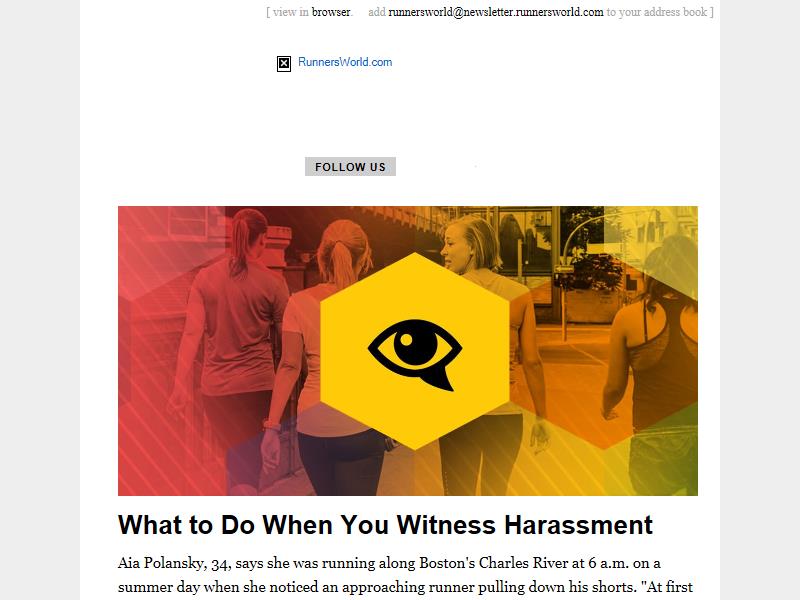 [ view in browser. add runnersworld@newsletter.runnersworld.com to your address book ]
RunnersWorld.com
FOLLOW US
What to Do When You Witness Harassment
Aia Polansky, 34, says she was running along Boston's Charles River at 6 a.m. on a
summer day when she noticed an approaching runner pulling down his shorts. "At first